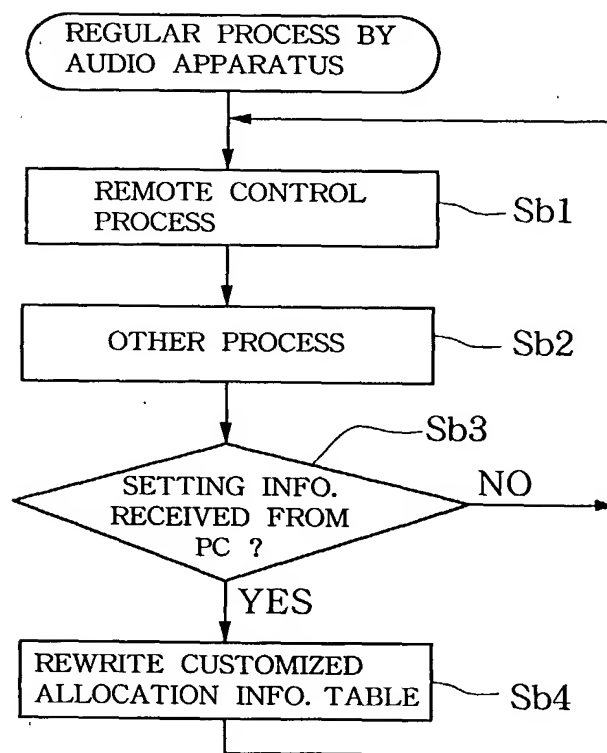 REGULAR PROCESS BY
AUDIO APPARATUS
REMOTE CONTROL
PROCESS
Sb1
OTHER PROCESS
Sb2
Sb3
SETTING INFO.
RECEIVED FROM
PC ?
NO
YES
REWRITE CUSTOMIZED
ALLOCATION INFO. TABLE
Sb4